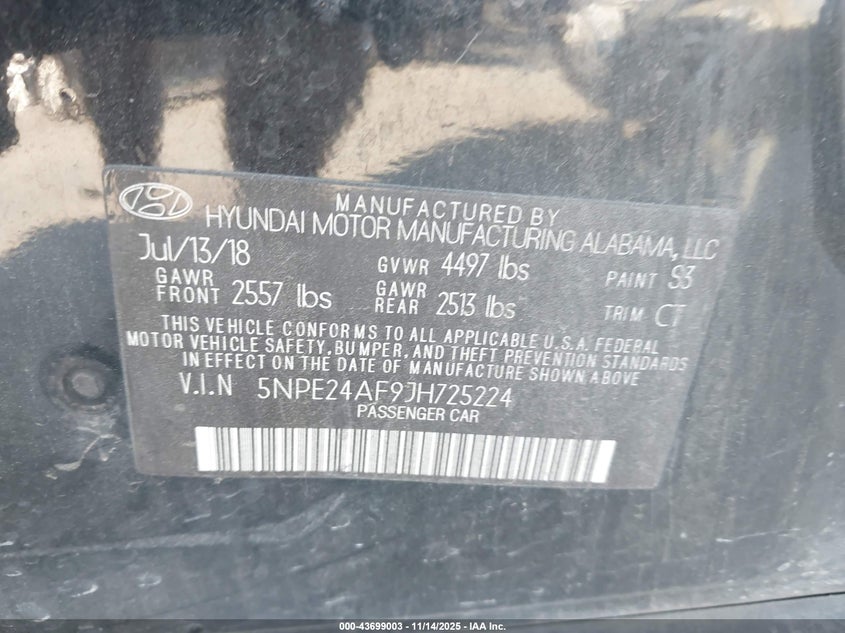 MANUFACTURED BY
HYUNDAI MOTOR MANUFACTURING ALABAMA, LLC
Jul/13/18 GVWR 4497 lbs PAINT S3
GAWR FRONT 2557 lbs GAWR REAR 2513 lbs TRIM CT
THIS VEHICLE CONFORMS TO ALL APPLICABLE U.S.A. FEDERAL
MOTOR VEHICLE SAFETY, BUMPER, AND THEFT PREVENTION STANDARDS
IN EFFECT ON THE DATE OF MANUFACTURE SHOWN ABOVE
V.I.N 5NPE24AF9JH725224
PASSENGER CAR
000-43699003 | 11/14/2025 - IAA Inc.